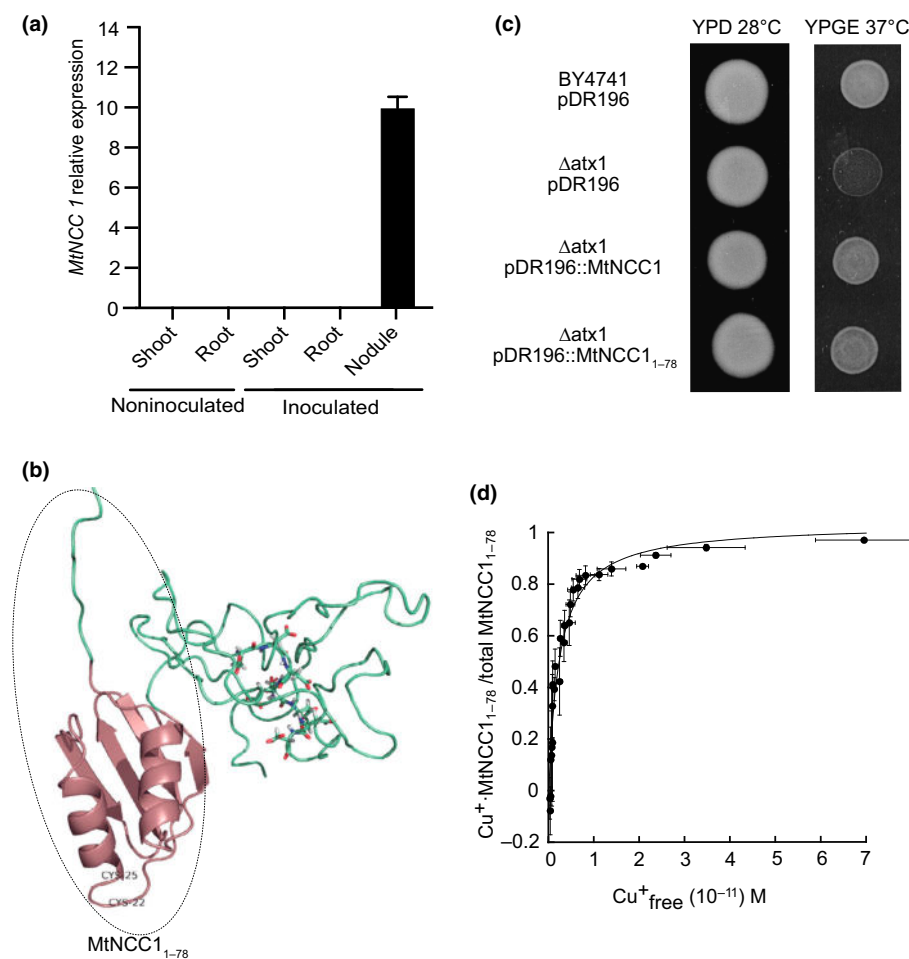 (a)
MtNCC 1 relative expression
14
12
10
8
6
4
2
0
Shoot
Root
Shoot
Root
Nodule
Noninoculated
Inoculated
(b)
CYS-25
CYS-22
MtNCC1₁₋₇₈
(c)
YPD 28°C
YPGE 37°C
BY4741
pDR196
Δatx1
pDR196
Δatx1
pDR196::MtNCC1
Δatx1
pDR196::MtNCC1₁₋₇₈
(d)
Cu⁺·MtNCC1₁₋₇₈ /total MtNCC1₁₋₇₈
1
0.8
0.6
0.4
0.2
0
–0.2
0 1 2 3 4 5 6 7
Cu⁺free (10⁻¹¹) M